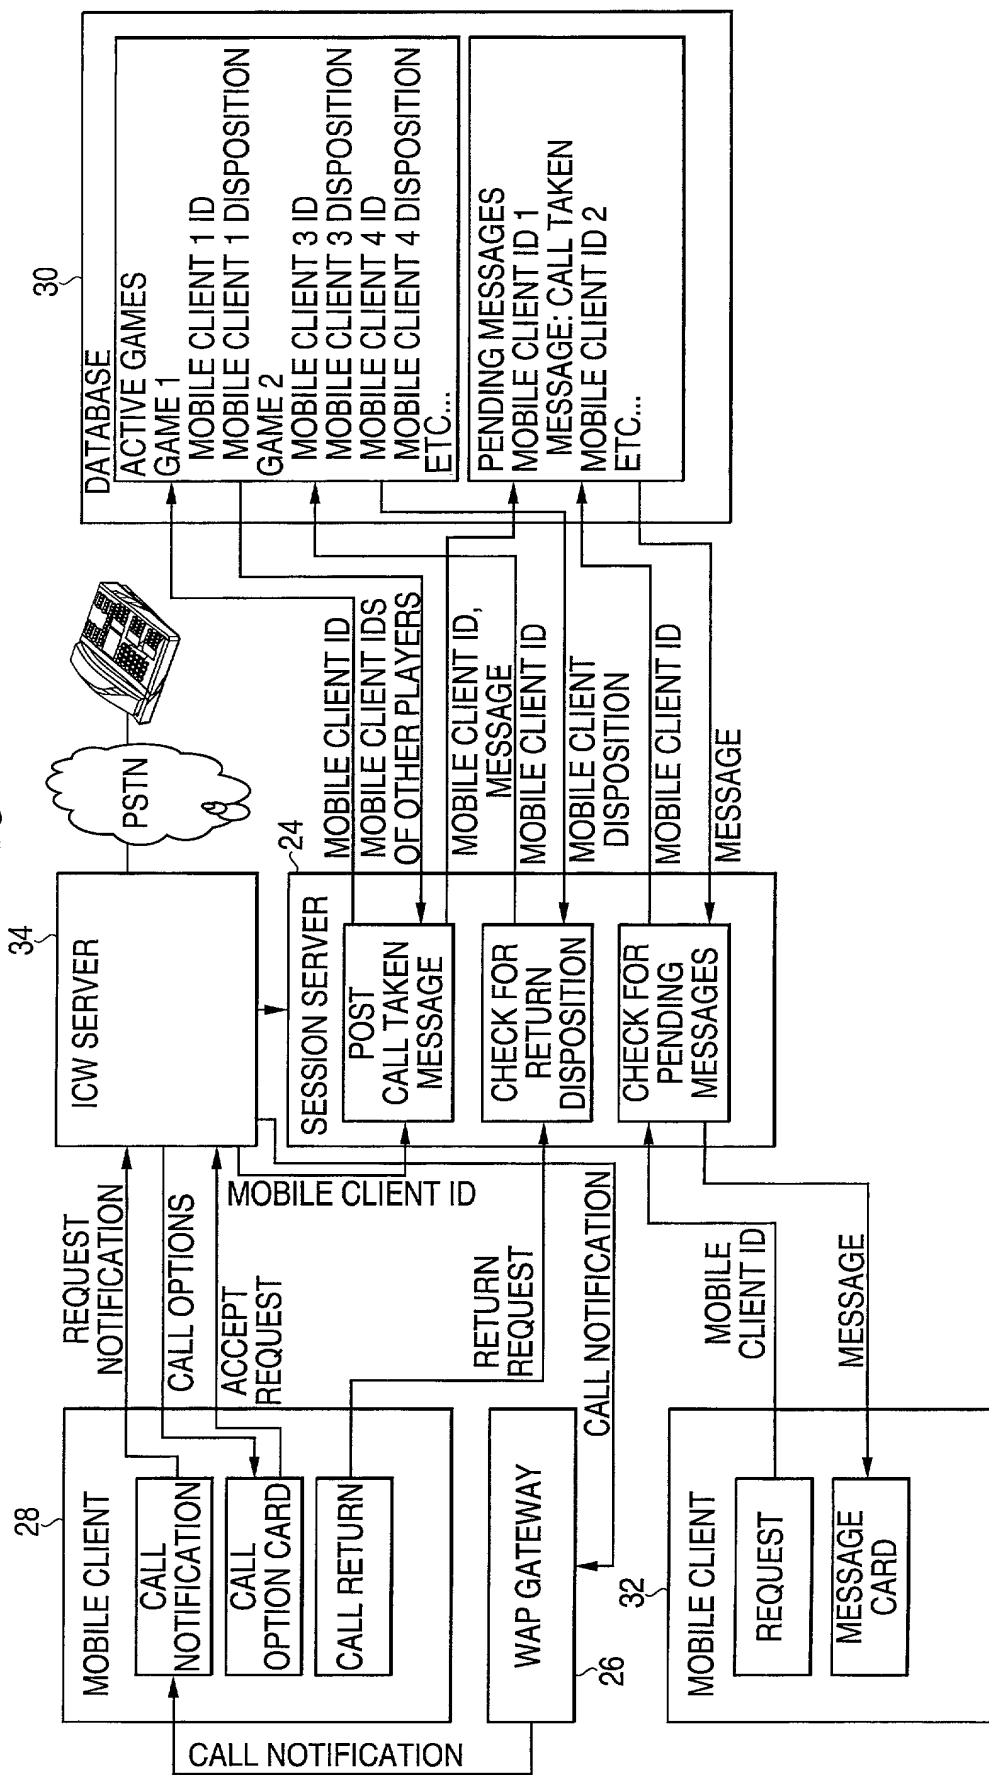 28
MOBILE CLIENT
CALL
NOTIFICATION
CALL
OPTION CARD
CALL RETURN
CALL NOTIFICATION
WAP GATEWAY
26
32
MOBILE CLIENT
REQUEST
MESSAGE
CARD
REQUEST
NOTIFICATION
CALL OPTIONS
ACCEPT
REQUEST
MOBILE CLIENT ID
RETURN
REQUEST
CALL NOTIFICATION
MOBILE
CLIENT ID
MESSAGE
34
ICW SERVER
PSTN
24
SESSION SERVER
POST
CALL TAKEN
MESSAGE
CHECK FOR
RETURN
DISPOSITION
CHECK FOR
PENDING
MESSAGES
MOBILE CLIENT ID
MOBILE CLIENT IDS
OF OTHER PLAYERS
MOBILE CLIENT ID,
MESSAGE
MOBILE CLIENT ID
MOBILE CLIENT
DISPOSITION
MOBILE CLIENT ID
MESSAGE
30
DATABASE
ACTIVE GAMES
GAME 1
MOBILE CLIENT 1 ID
MOBILE CLIENT 1 DISPOSITION
GAME 2
MOBILE CLIENT 3 ID
MOBILE CLIENT 3 DISPOSITION
MOBILE CLIENT 4 ID
MOBILE CLIENT 4 DISPOSITION
ETC...
PENDING MESSAGES
MOBILE CLIENT ID 1
MESSAGE: CALL TAKEN
MOBILE CLIENT ID 2
ETC...